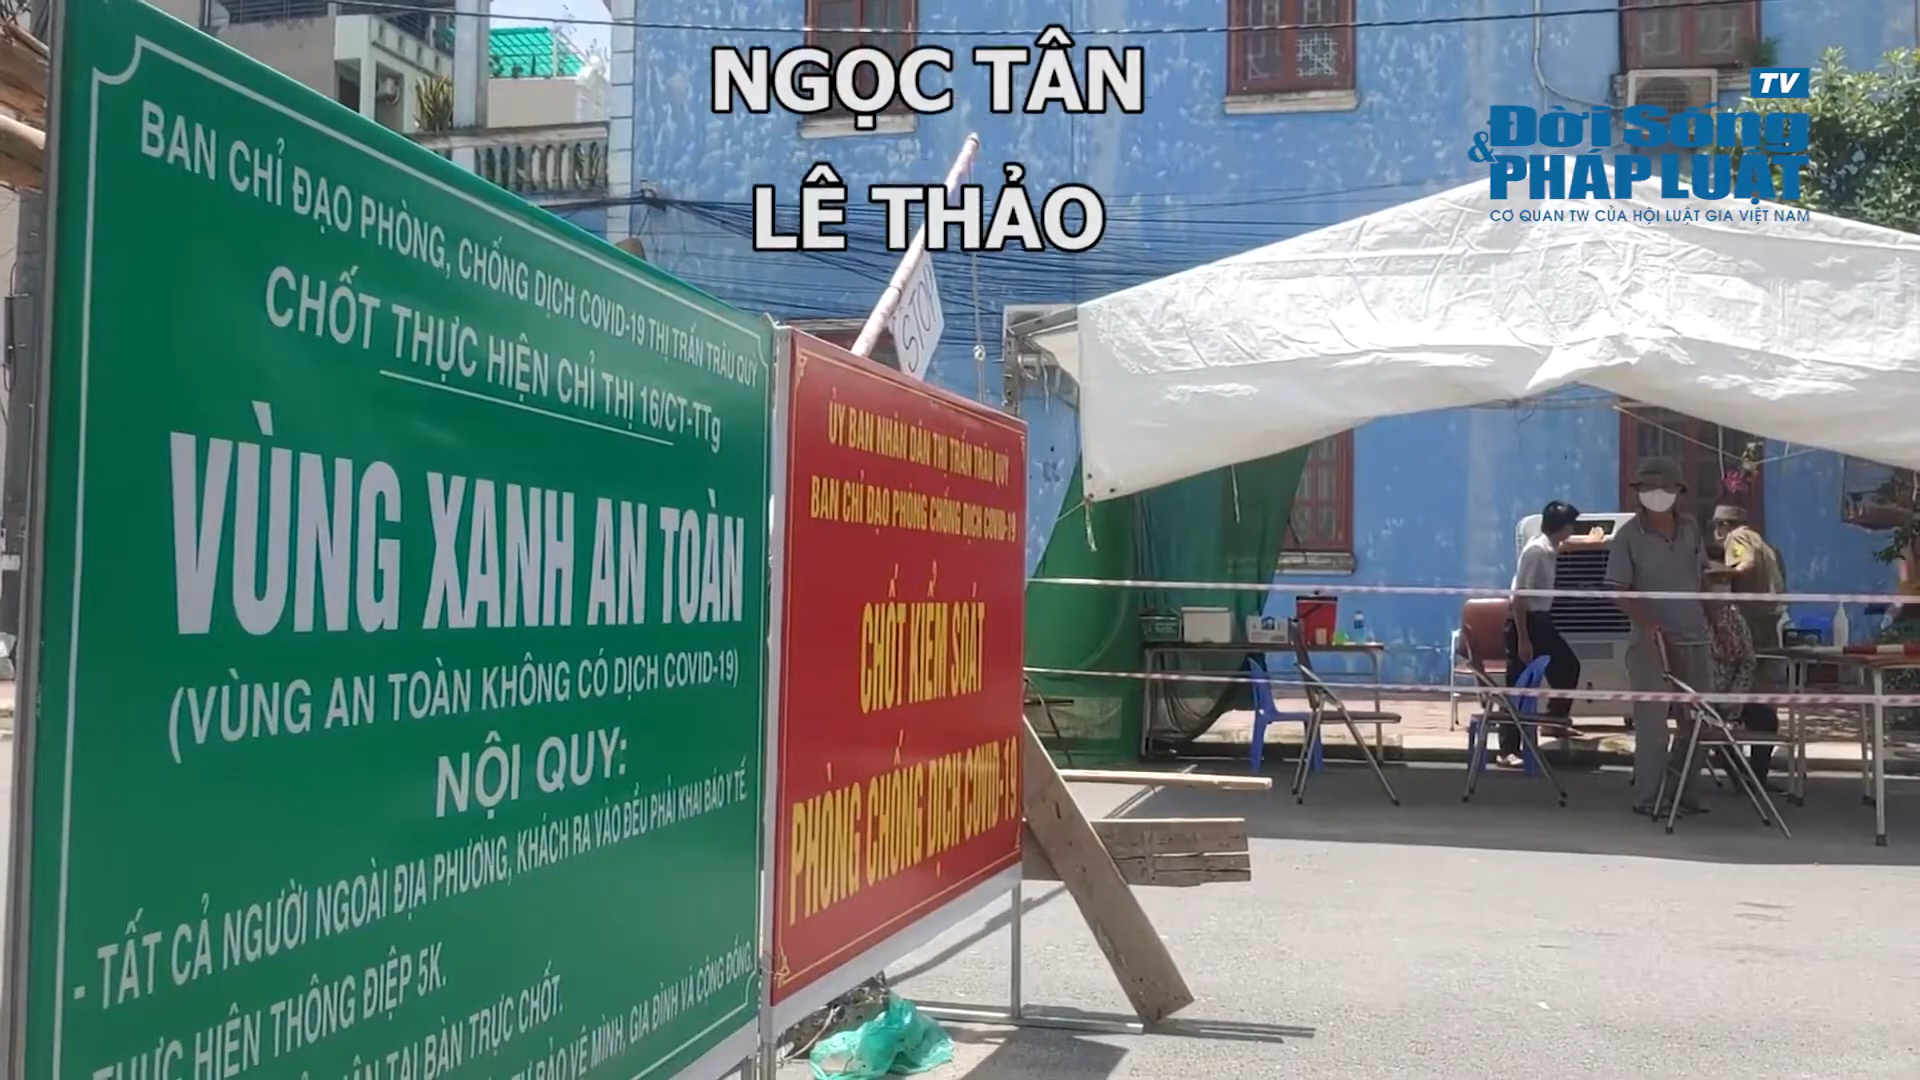 NGỌC TÂN
LÊ THẢO
TV
Đời Sống
& PHÁP LUẬT
CƠ QUAN TW CỦA HỘI LUẬT GIA VIỆT NAM
STOP
BAN CHỈ ĐẠO PHÒNG, CHỐNG DỊCH COVID-19 THỊ TRẤN TRÂU QUỲ
CHỐT THỰC HIỆN CHỈ THỊ 16/CT-TTg
VÙNG XANH AN TOÀN
(VÙNG AN TOÀN KHÔNG CÓ DỊCH COVID-19)
NỘI QUY:
- TẤT CẢ NGƯỜI NGOÀI ĐỊA PHƯƠNG, KHÁCH RA VÀO ĐỀU PHẢI KHAI BÁO Y TẾ.
THỰC HIỆN THÔNG ĐIỆP 5K.
TẠI BÀN TRỰC CHỐT.
BẢO VỆ MÌNH, GIA ĐÌNH VÀ CỘNG ĐỒNG.
ỦY BAN NHÂN DÂN THỊ TRẤN TRÂU QUỲ
BAN CHỈ ĐẠO PHÒNG CHỐNG DỊCH COVID-19
CHỐT KIỂM SOÁT
PHÒNG CHỐNG DỊCH COVID-19